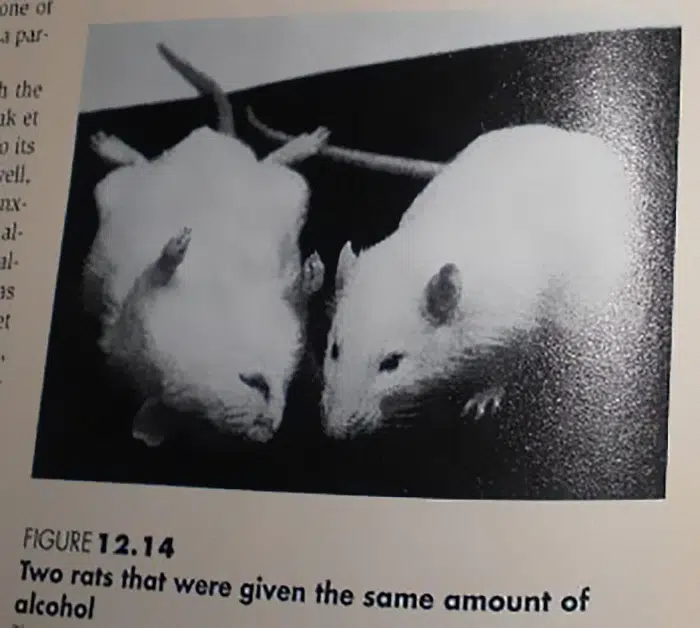 one of
a par-
h the
ak et
o its
vell,
nx-
al-
al-
as
et
FIGURE 12.14
Two rats that were given the same amount of
alcohol